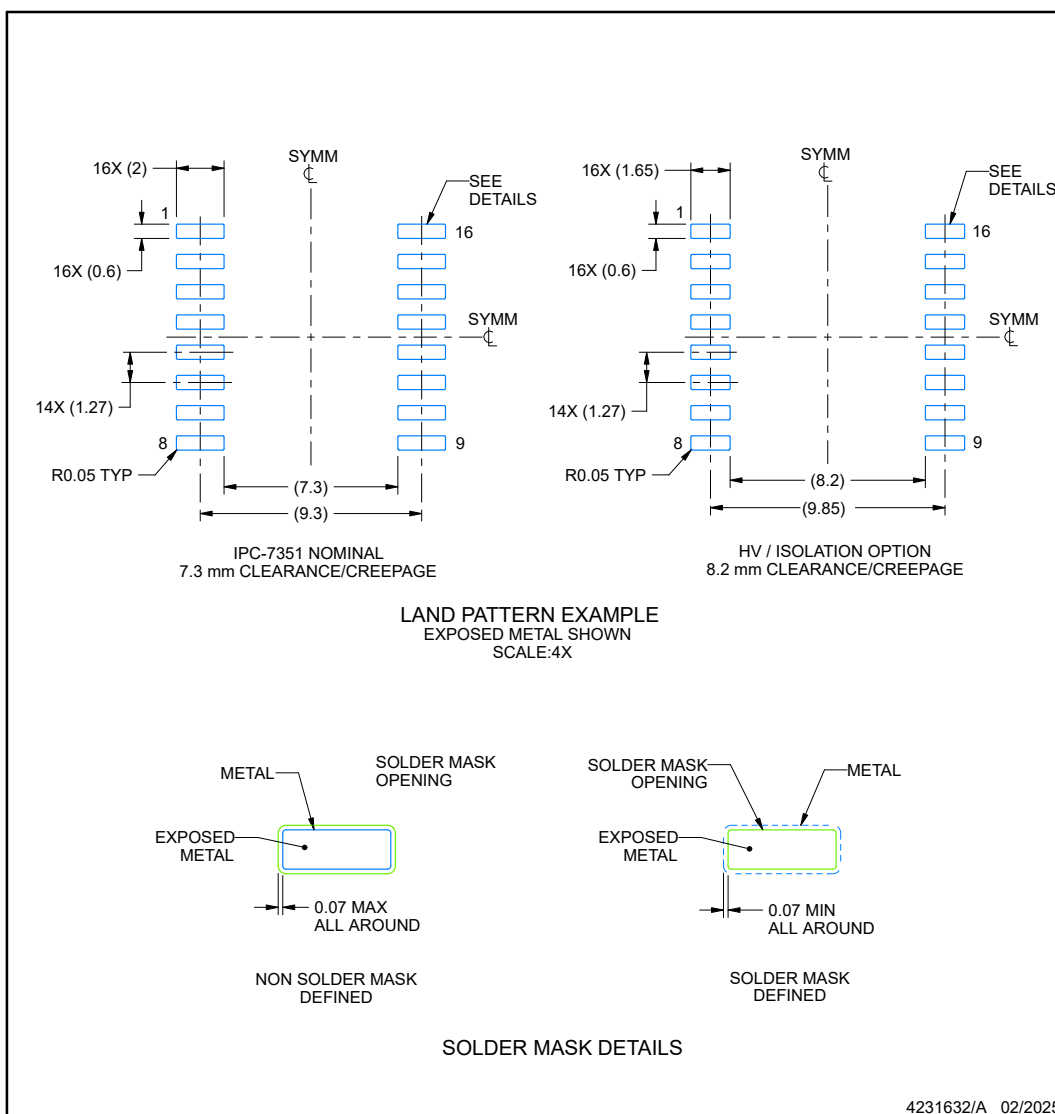 16X (2)
SYMM
℄
SEE
DETAILS
1
16
16X (0.6)
SYMM
℄
14X (1.27)
8
9
R0.05 TYP
(7.3)
(9.3)
IPC-7351 NOMINAL
7.3 mm CLEARANCE/CREEPAGE
16X (1.65)
SYMM
℄
SEE
DETAILS
1
16
16X (0.6)
SYMM
℄
14X (1.27)
8
9
R0.05 TYP
(8.2)
(9.85)
HV / ISOLATION OPTION
8.2 mm CLEARANCE/CREEPAGE
LAND PATTERN EXAMPLE
EXPOSED METAL SHOWN
SCALE:4X
METAL
SOLDER MASK
OPENING
EXPOSED
METAL
0.07 MAX
ALL AROUND
NON SOLDER MASK
DEFINED
SOLDER MASK
OPENING
METAL
EXPOSED
METAL
0.07 MIN
ALL AROUND
SOLDER MASK
DEFINED
SOLDER MASK DETAILS
4231632/A 02/2025